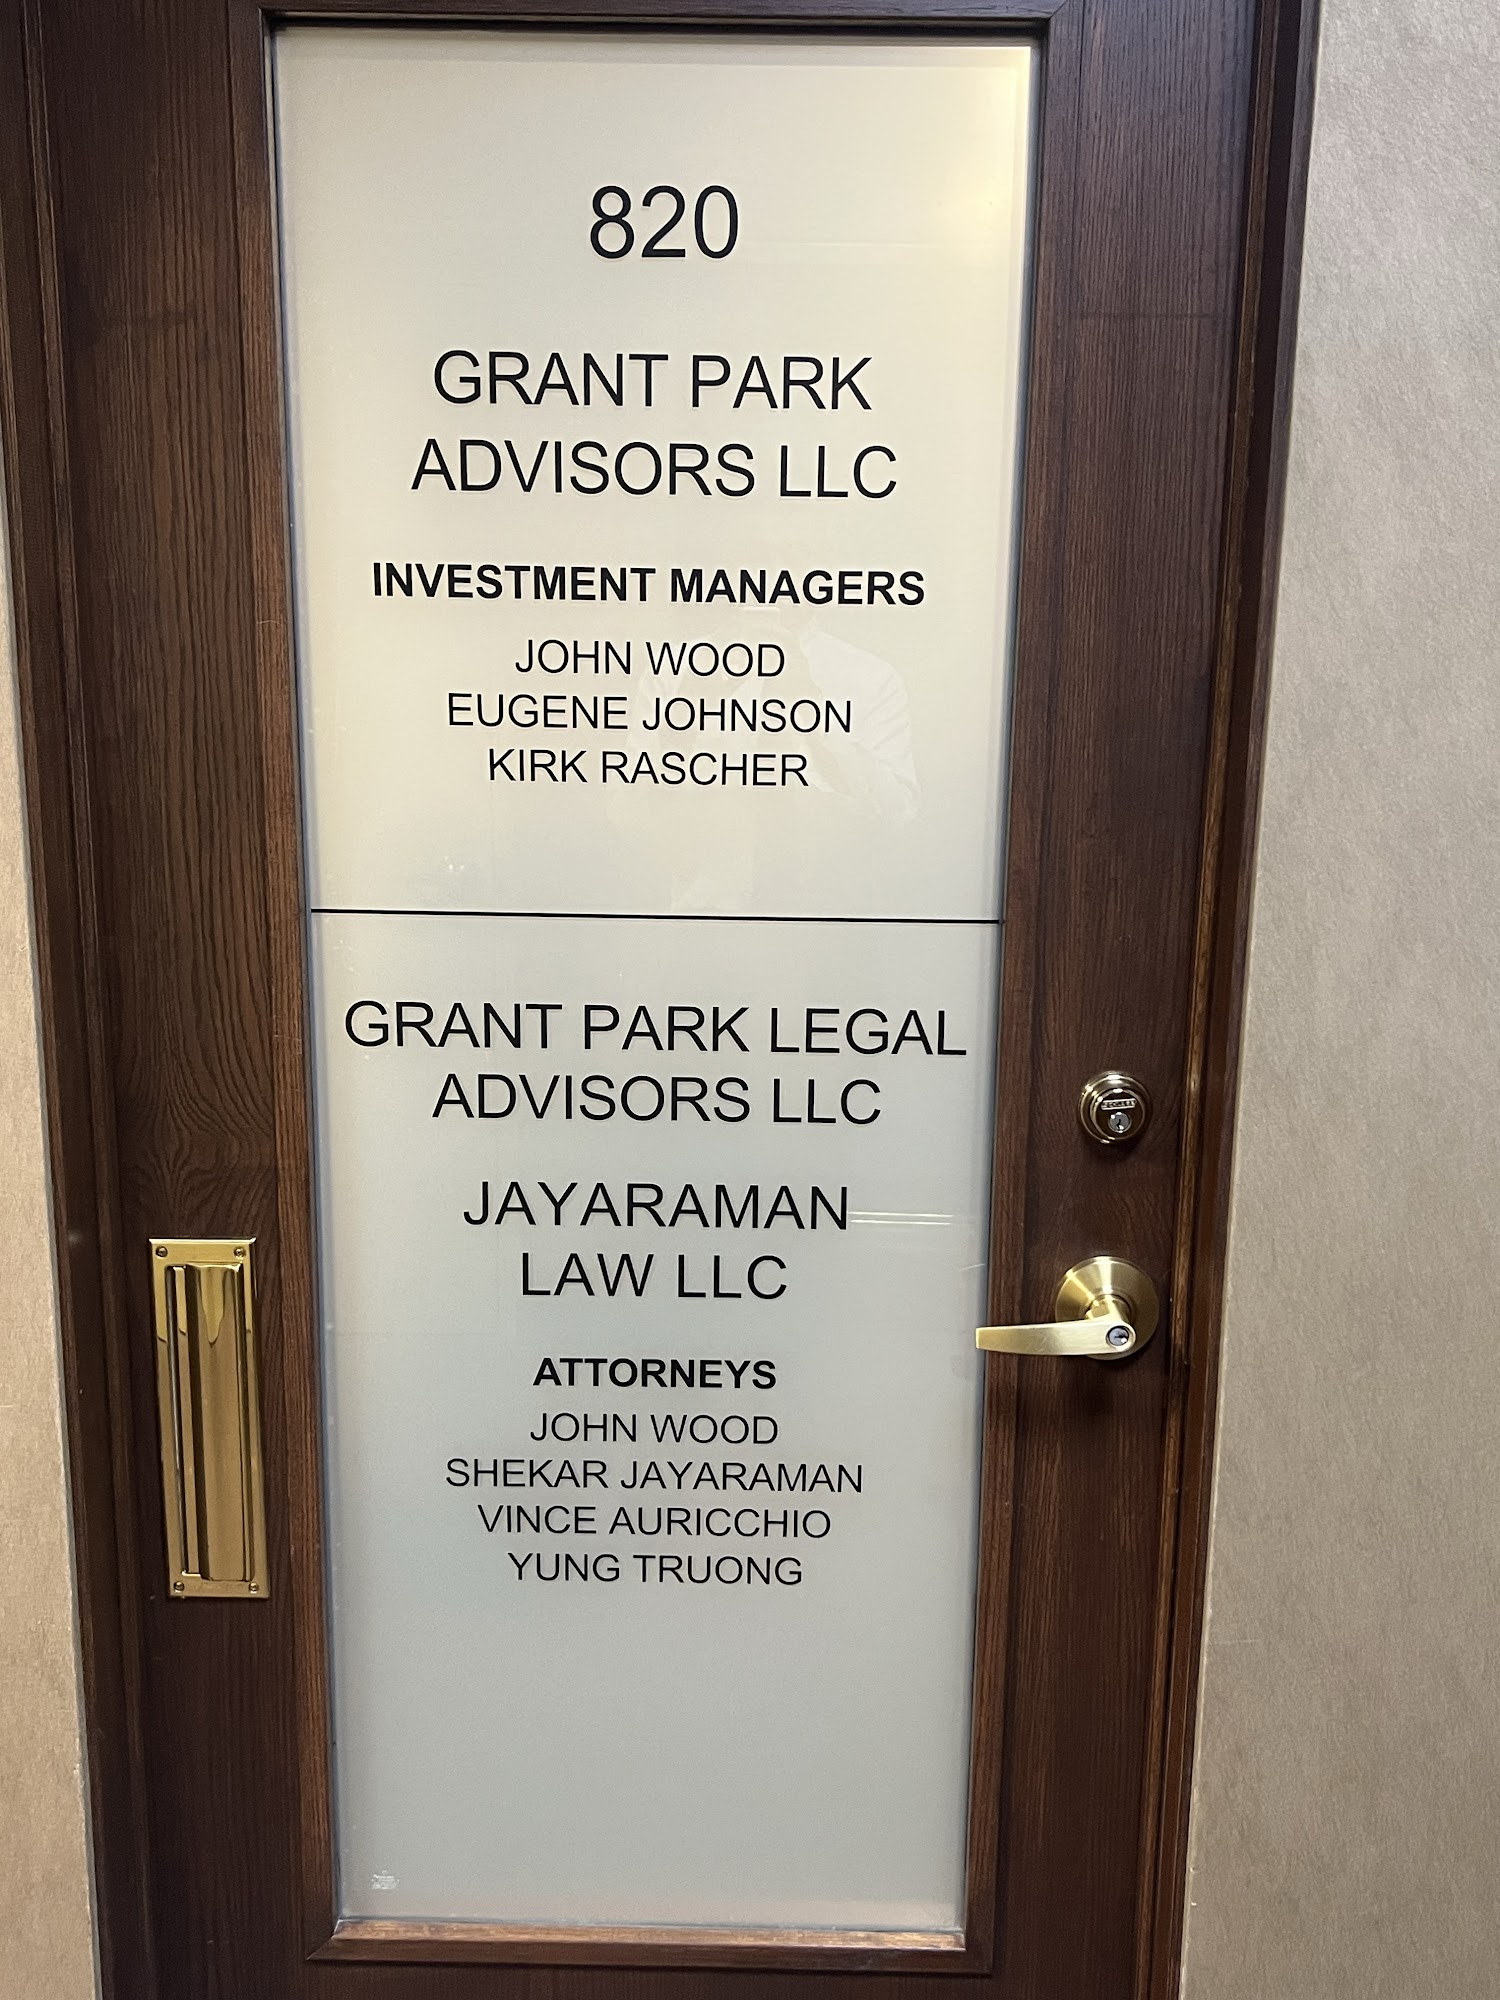 820
GRANT PARK
ADVISORS LLC
INVESTMENT MANAGERS
JOHN WOOD
EUGENE JOHNSON
KIRK RASCHER
GRANT PARK LEGAL
ADVISORS LLC
JAYARAMAN
LAW LLC
ATTORNEYS
JOHN WOOD
SHEKAR JAYARAMAN
VINCE AURICCHIO
YUNG TRUONG